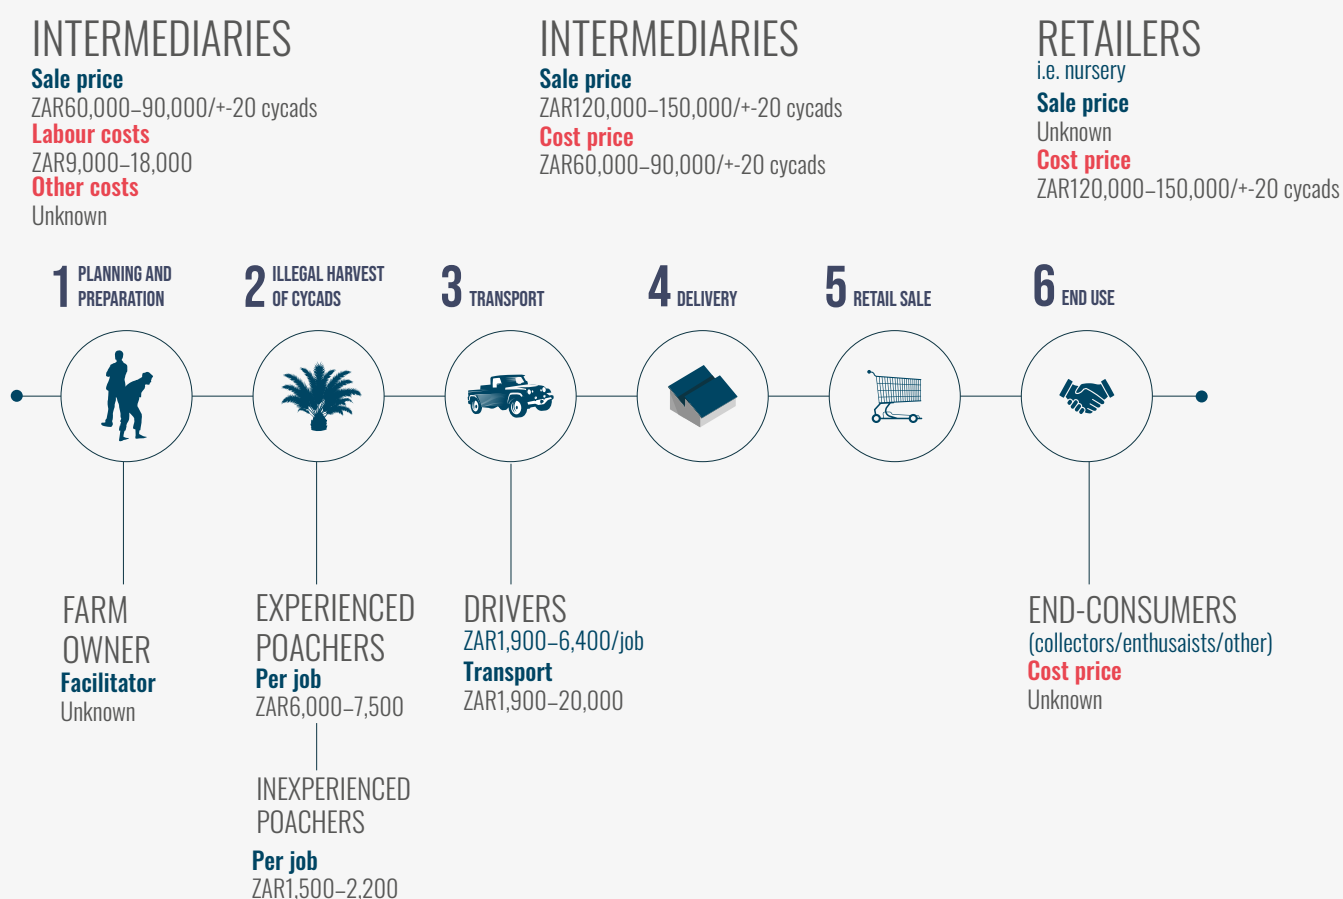 INTERMEDIARIES
Sale price
ZAR60,000–90,000/+-20 cycads
Labour costs
ZAR9,000–18,000
Other costs
Unknown
INTERMEDIARIES
Sale price
ZAR120,000–150,000/+-20 cycads
Cost price
ZAR60,000–90,000/+-20 cycads
RETAILERS
i.e. nursery
Sale price
Unknown
Cost price
ZAR120,000–150,000/+-20 cycads
1 PLANNING AND
PREPARATION
2 ILLEGAL HARVEST
OF CYCADS
3 TRANSPORT
4 DELIVERY
5 RETAIL SALE
6 END USE
FARM
OWNER
Facilitator
Unknown
EXPERIENCED
POACHERS
Per job
ZAR6,000–7,500
INEXPERIENCED
POACHERS
Per job
ZAR1,500–2,200
DRIVERS
ZAR1,900–6,400/job
Transport
ZAR1,900–20,000
END-CONSUMERS
(collectors/enthusaists/other)
Cost price
Unknown